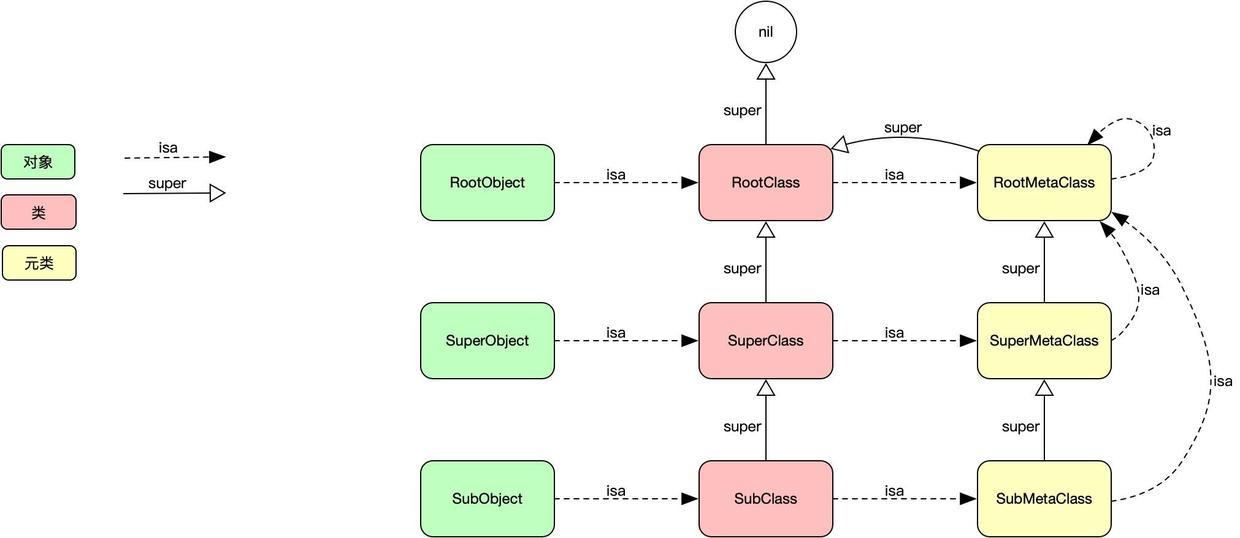 nil
super
super
isa
isa
对象
super
类
元类
RootObject
isa
RootClass
isa
RootMetaClass
super
super
isa
SuperObject
isa
SuperClass
isa
SuperMetaClass
isa
super
super
SubObject
isa
SubClass
isa
SubMetaClass